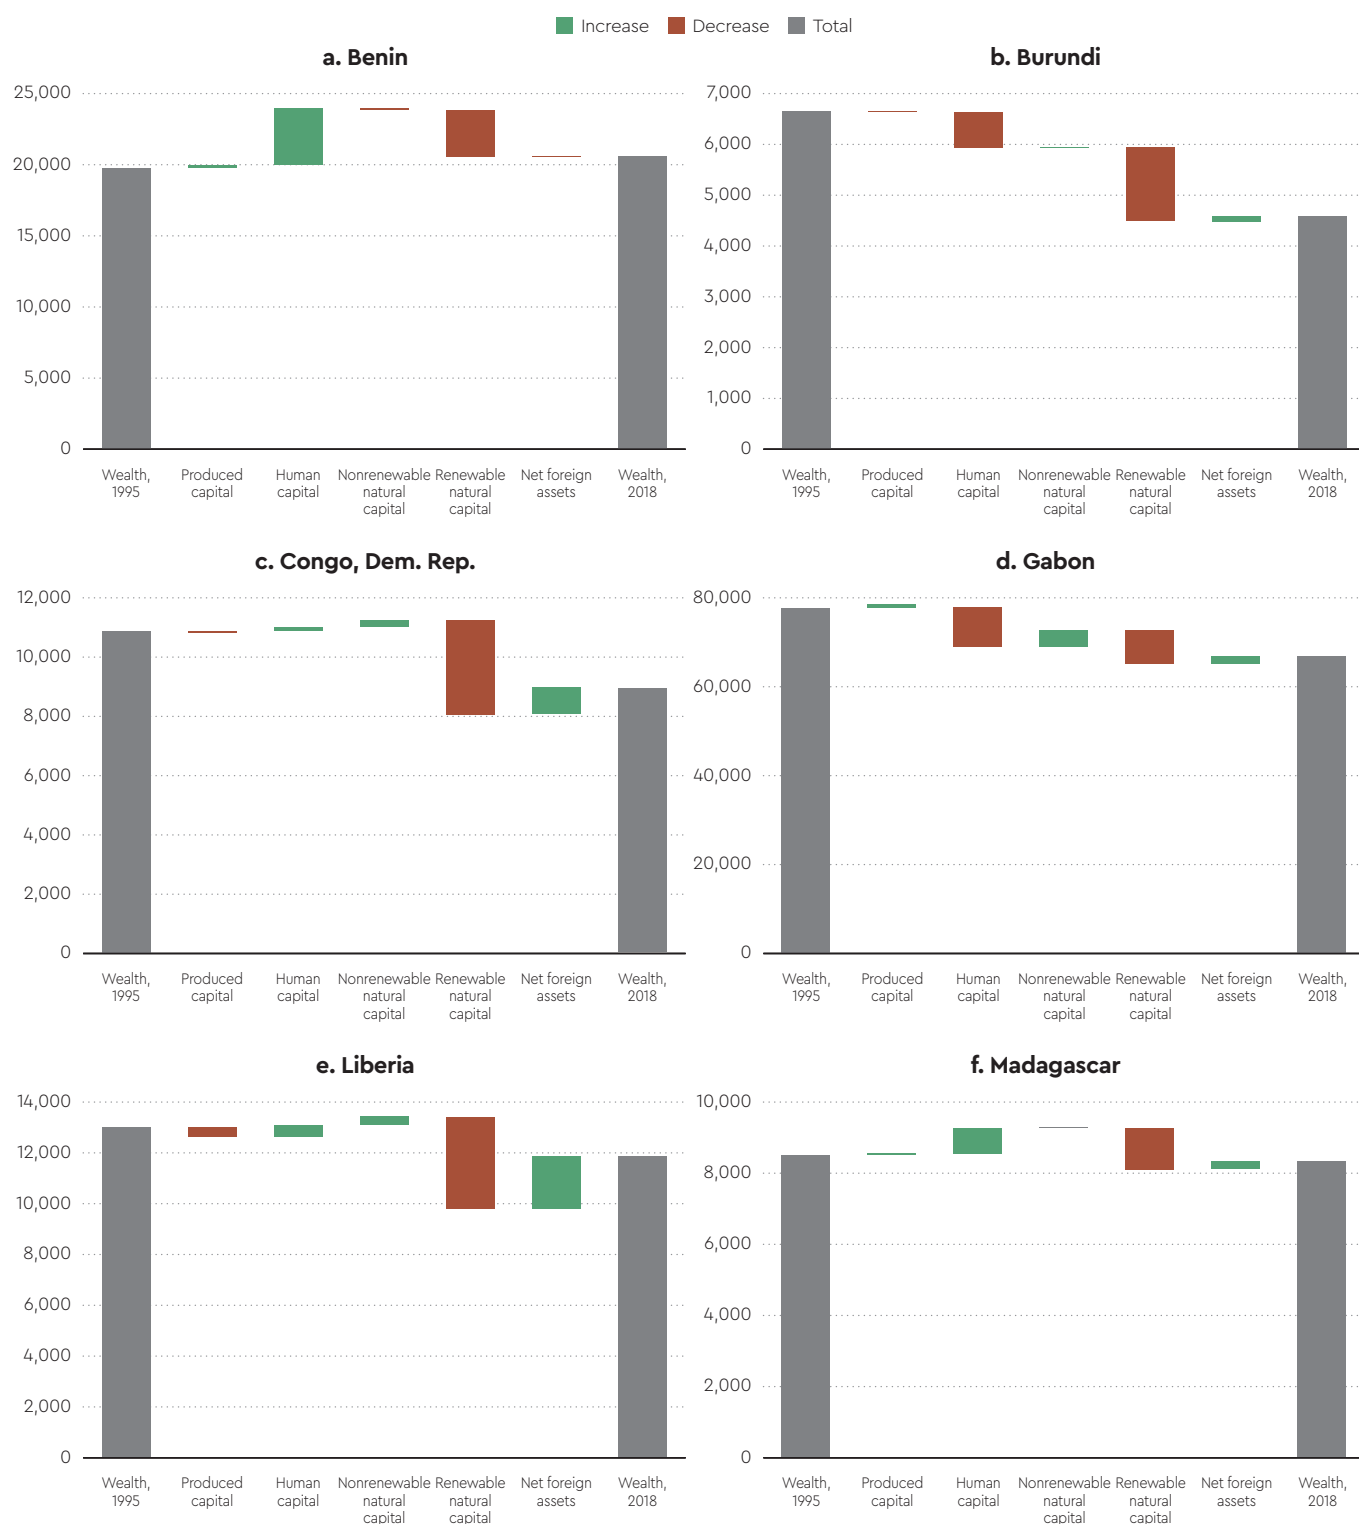 Increase Decrease Total
a. Benin
25,000
20,000
15,000
10,000
5,000
0
Wealth, 1995
Produced capital
Human capital
Nonrenewable natural capital
Renewable natural capital
Net foreign assets
Wealth, 2018
b. Burundi
7,000
6,000
5,000
4,000
3,000
2,000
1,000
0
Wealth, 1995
Produced capital
Human capital
Nonrenewable natural capital
Renewable natural capital
Net foreign assets
Wealth, 2018
c. Congo, Dem. Rep.
12,000
10,000
8,000
6,000
4,000
2,000
0
Wealth, 1995
Produced capital
Human capital
Nonrenewable natural capital
Renewable natural capital
Net foreign assets
Wealth, 2018
d. Gabon
80,000
60,000
40,000
20,000
0
Wealth, 1995
Produced capital
Human capital
Nonrenewable natural capital
Renewable natural capital
Net foreign assets
Wealth, 2018
e. Liberia
14,000
12,000
10,000
8,000
6,000
4,000
2,000
0
Wealth, 1995
Produced capital
Human capital
Nonrenewable natural capital
Renewable natural capital
Net foreign assets
Wealth, 2018
f. Madagascar
10,000
8,000
6,000
4,000
2,000
0
Wealth, 1995
Produced capital
Human capital
Nonrenewable natural capital
Renewable natural capital
Net foreign assets
Wealth, 2018